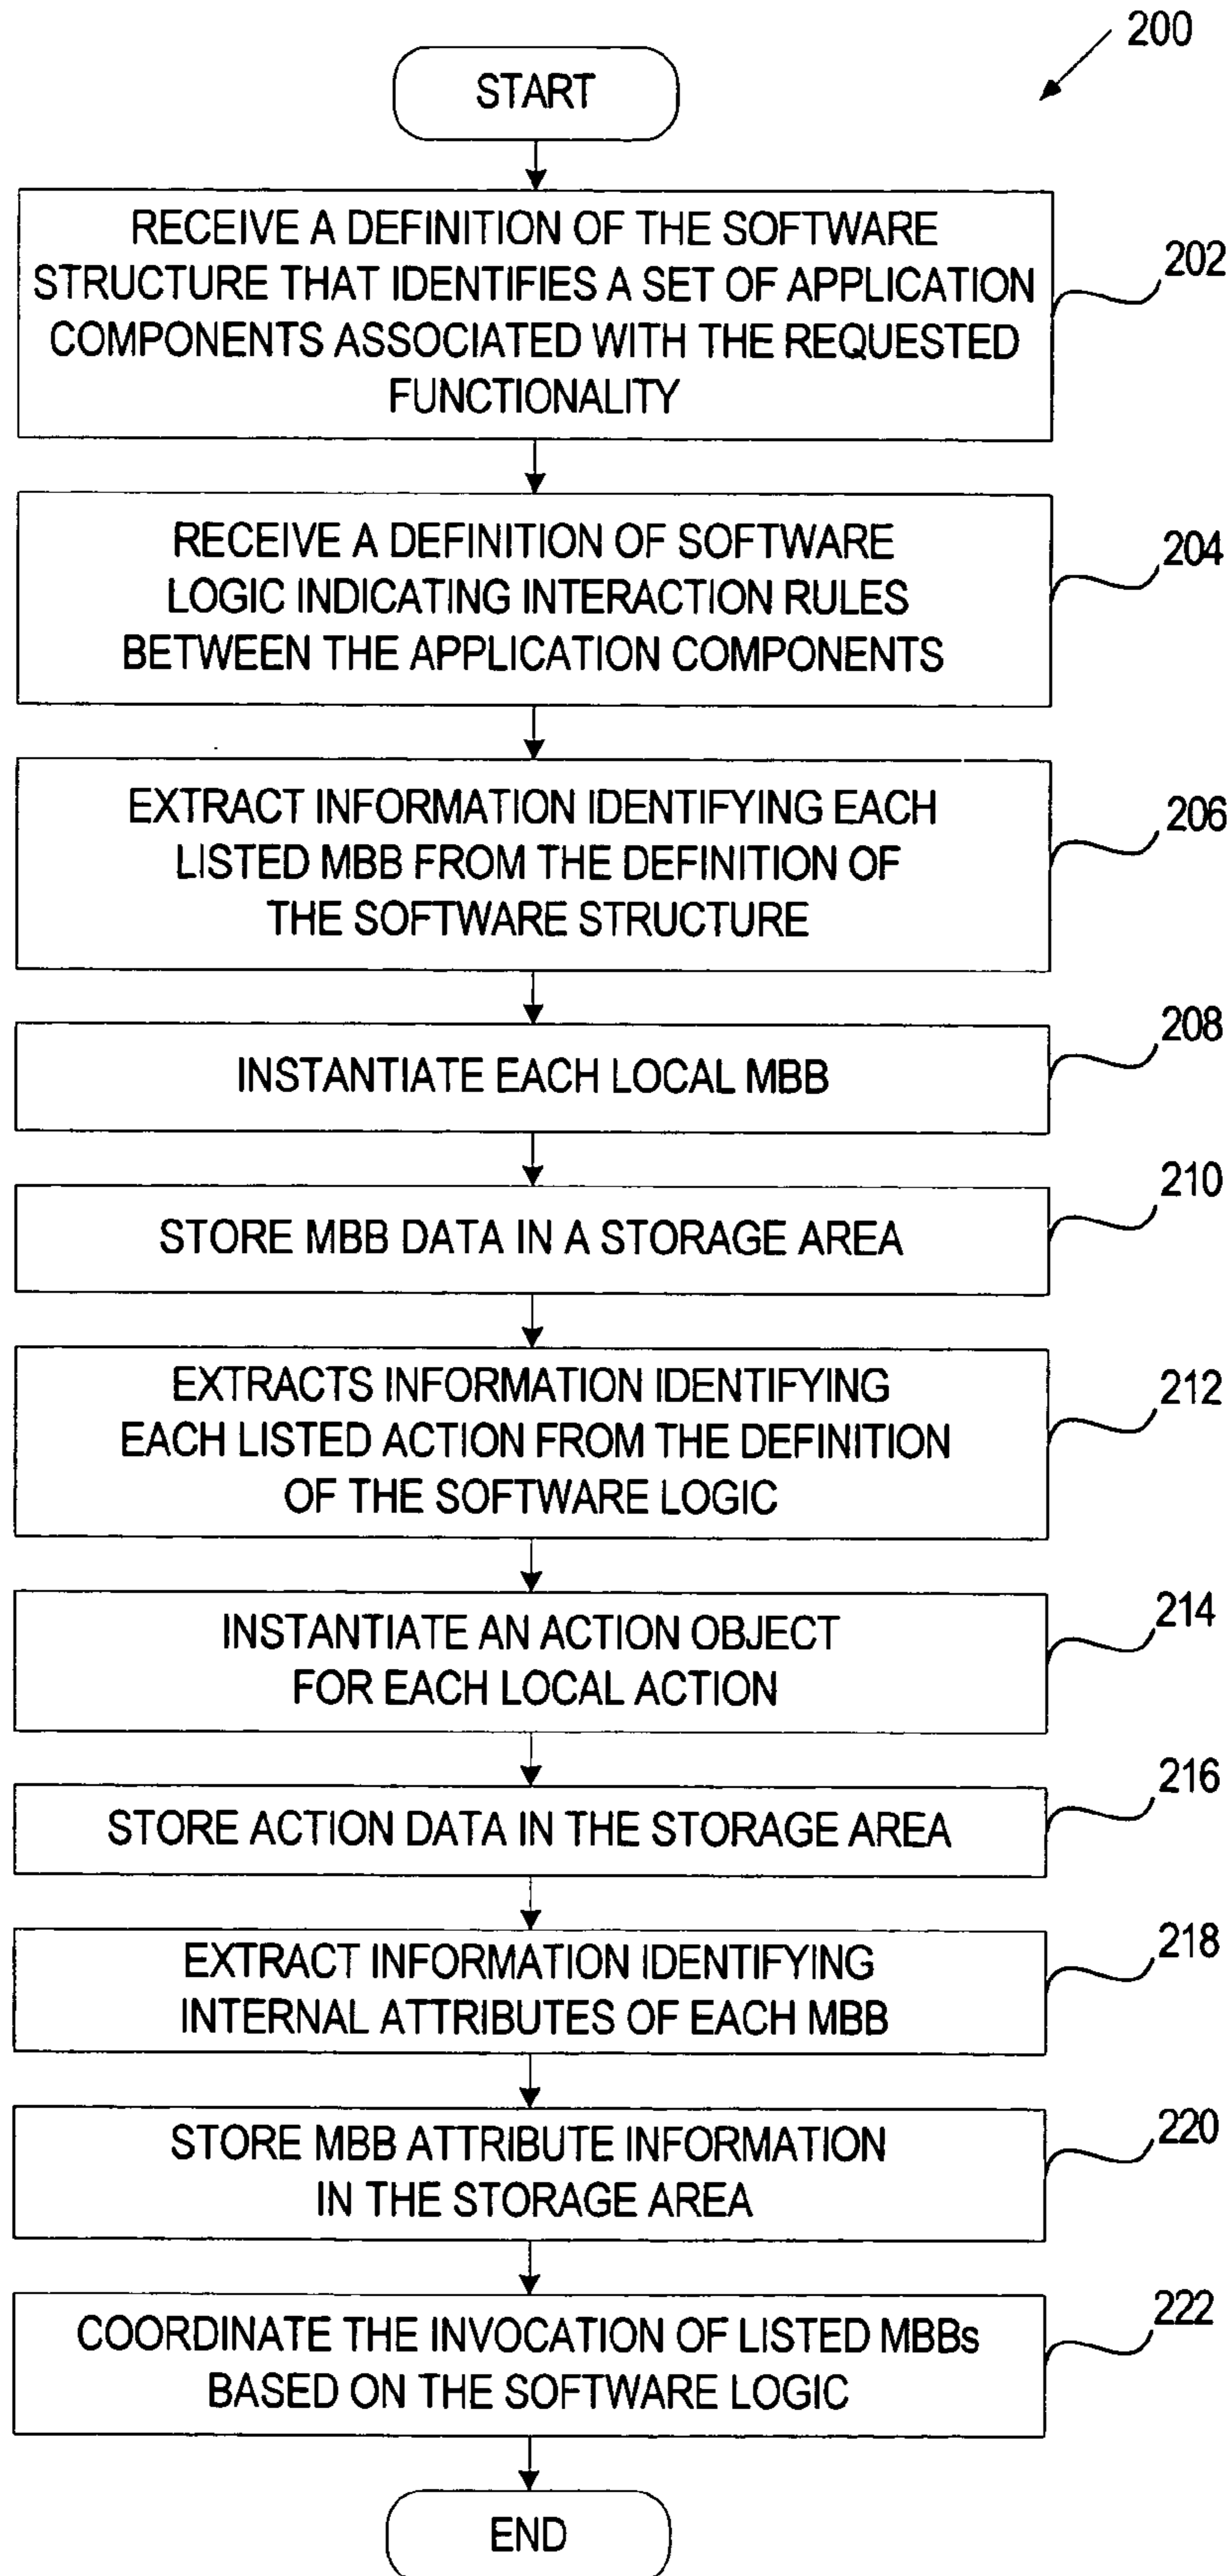 200
START
RECEIVE A DEFINITION OF THE SOFTWARE
STRUCTURE THAT IDENTIFIES A SET OF APPLICATION
COMPONENTS ASSOCIATED WITH THE REQUESTED
FUNCTIONALITY
202
RECEIVE A DEFINITION OF SOFTWARE
LOGIC INDICATING INTERACTION RULES
BETWEEN THE APPLICATION COMPONENTS
204
EXTRACT INFORMATION IDENTIFYING EACH
LISTED MBB FROM THE DEFINITION OF
THE SOFTWARE STRUCTURE
206
INSTANTIATE EACH LOCAL MBB
208
STORE MBB DATA IN A STORAGE AREA
210
EXTRACTS INFORMATION IDENTIFYING
EACH LISTED ACTION FROM THE DEFINITION
OF THE SOFTWARE LOGIC
212
INSTANTIATE AN ACTION OBJECT
FOR EACH LOCAL ACTION
214
STORE ACTION DATA IN THE STORAGE AREA
216
EXTRACT INFORMATION IDENTIFYING
INTERNAL ATTRIBUTES OF EACH MBB
218
STORE MBB ATTRIBUTE INFORMATION
IN THE STORAGE AREA
220
COORDINATE THE INVOCATION OF LISTED MBBs
BASED ON THE SOFTWARE LOGIC
222
END